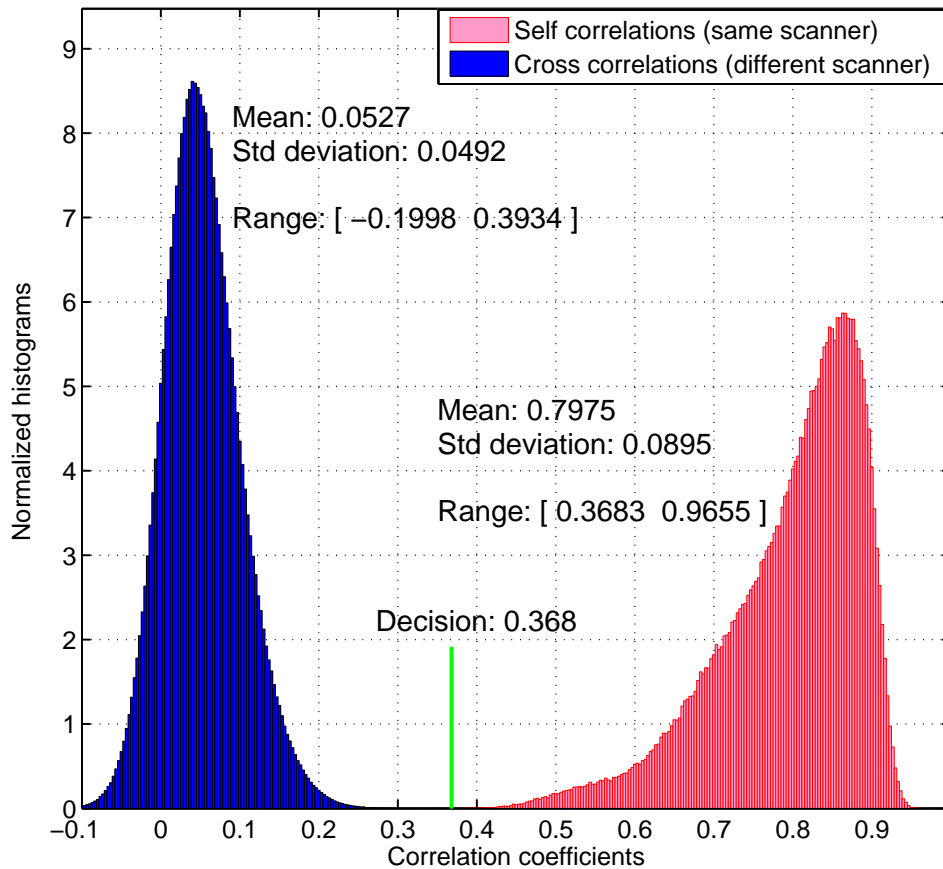 Self correlations (same scanner)
Cross correlations (different scanner)
Mean: 0.0527
Std deviation: 0.0492
Range: [ −0.1998 0.3934 ]
Mean: 0.7975
Std deviation: 0.0895
Range: [ 0.3683 0.9655 ]
Decision: 0.368
Normalized histograms
9
8
7
6
5
4
3
2
1
0
−0.1 0 0.1 0.2 0.3 0.4 0.5 0.6 0.7 0.8 0.9
Correlation coefficients